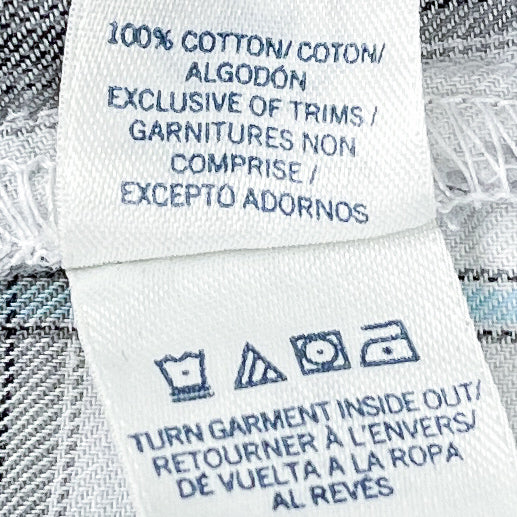 100% COTTON/ COTON/
ALGODÓN
EXCLUSIVE OF TRIMS /
GARNITURES NON
COMPRISE /
EXCEPTO ADORNOS
TURN GARMENT INSIDE OUT/
RETOURNER À L'ENVERS/
DÉ VUELTA A LA ROPA
AL REVÉS